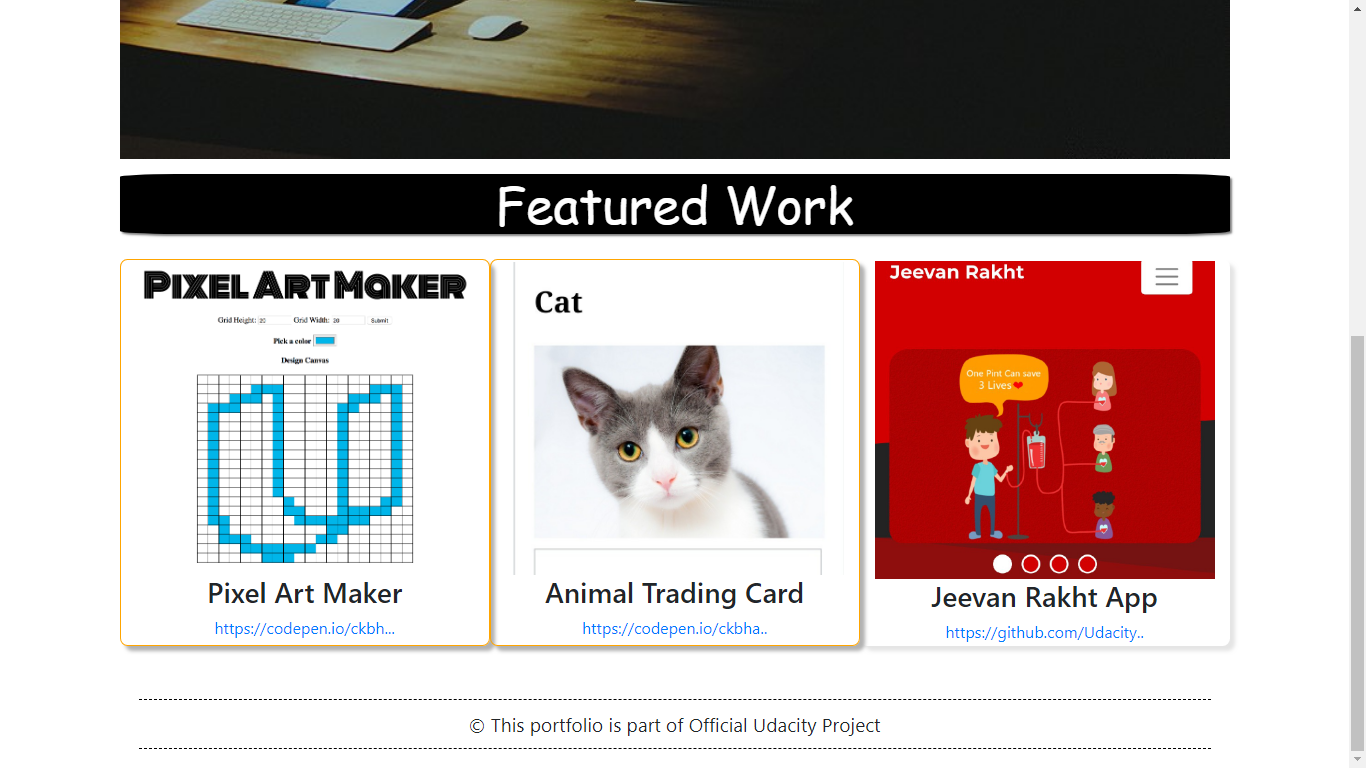 Featured Work
PIXEL ART MAKER
Grid Height: 20 Grid Width: 20 Submit
Pick a color
Design Canvas
Pixel Art Maker
https://codepen.io/ckbh...
Cat
Animal Trading Card
https://codepen.io/ckbha..
Jeevan Rakht
One Pint Can save
3 Lives
Jeevan Rakht App
https://github.com/Udacity..
© This portfolio is part of Official Udacity Project